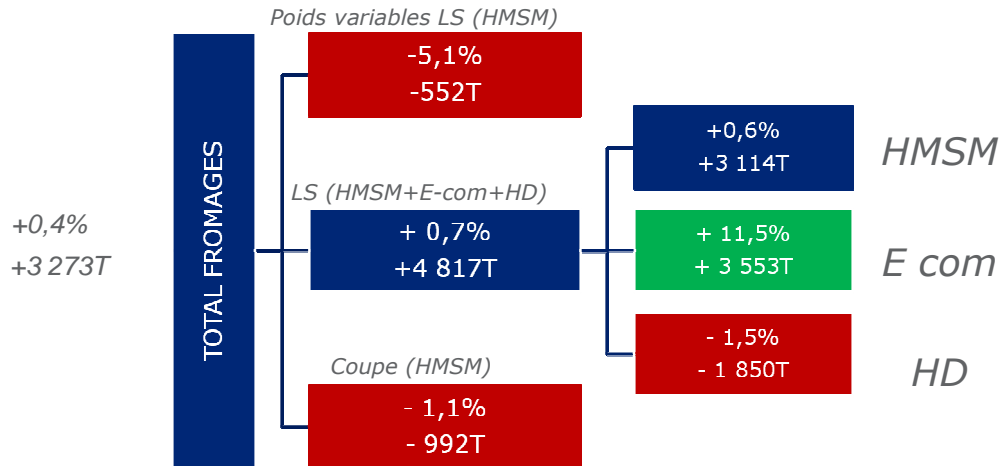 Poids variables LS (HMSM)
-5,1%
-552T
+0,4%
+3 273T
TOTAL FROMAGES
LS (HMSM+E-com+HD)
+ 0,7%
+4 817T
Coupe (HMSM)
- 1,1%
- 992T
+0,6%
+3 114T
HMSM
+ 11,5%
+ 3 553T
E com
- 1,5%
- 1 850T
HD